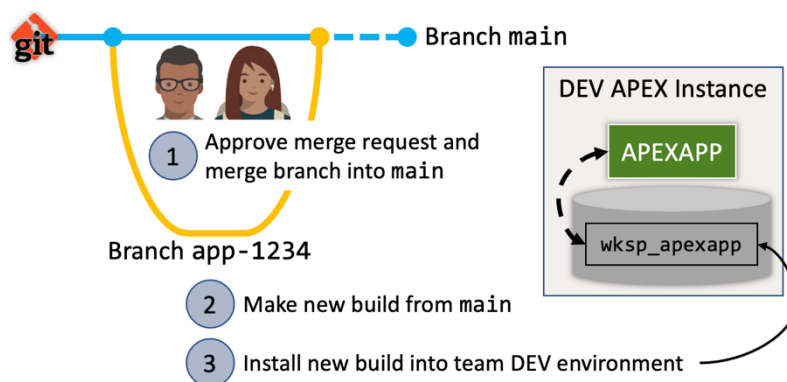 git
Branch main
DEV APEX Instance
APEXAPP
wksp_apexapp
1
Approve merge request and
merge branch into main
Branch app-1234
2 Make new build from main
3 Install new build into team DEV environment